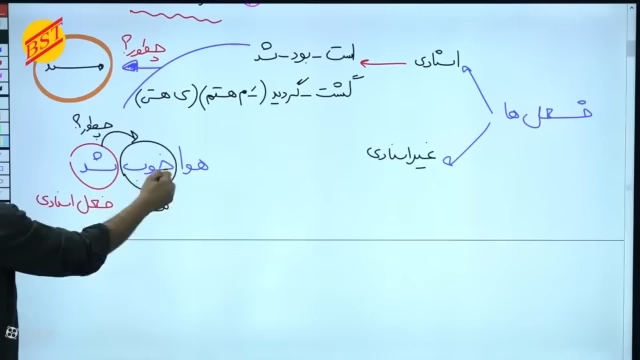 فعل ها
اسنادی
است - بود - شد
گشت - گردید (ـَم هستم) (ی هستی)
غیراسنادی
چطور؟
مسند
چطور؟
هوا خوب شد
فعل اسنادی
BST